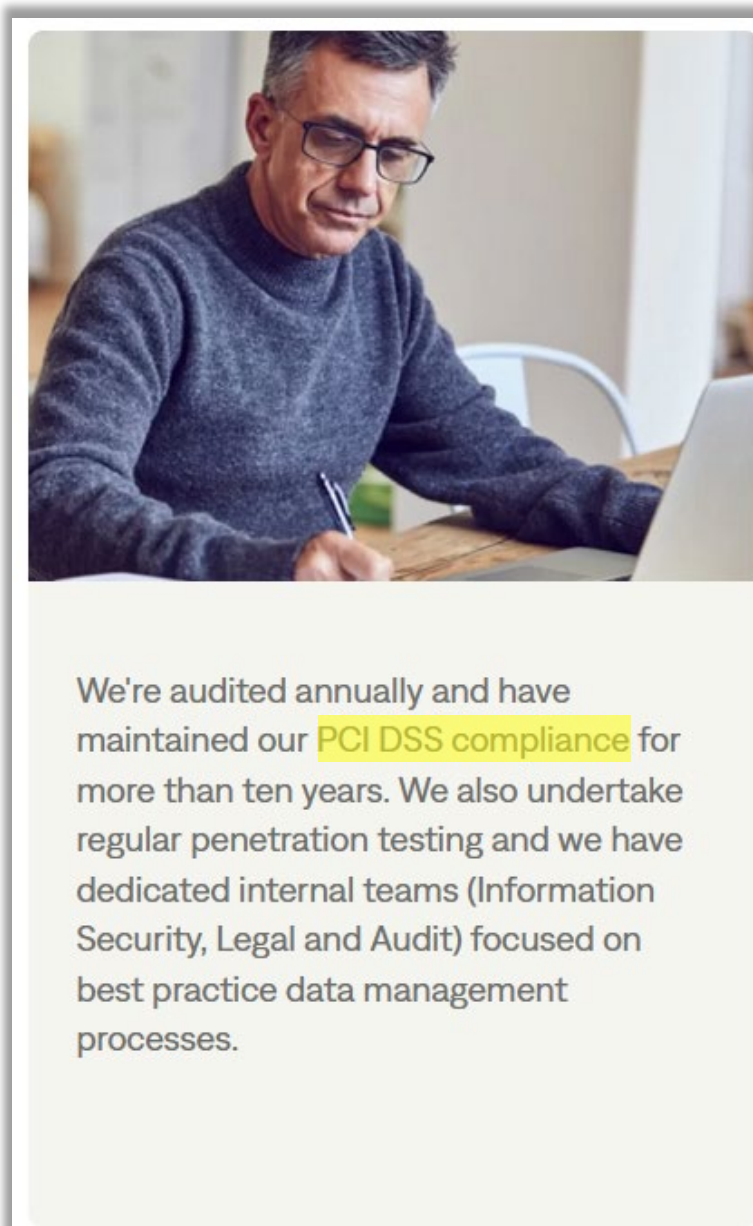 We're audited annually and have
maintained our PCI DSS compliance for
more than ten years. We also undertake
regular penetration testing and we have
dedicated internal teams (Information
Security, Legal and Audit) focused on
best practice data management
processes.